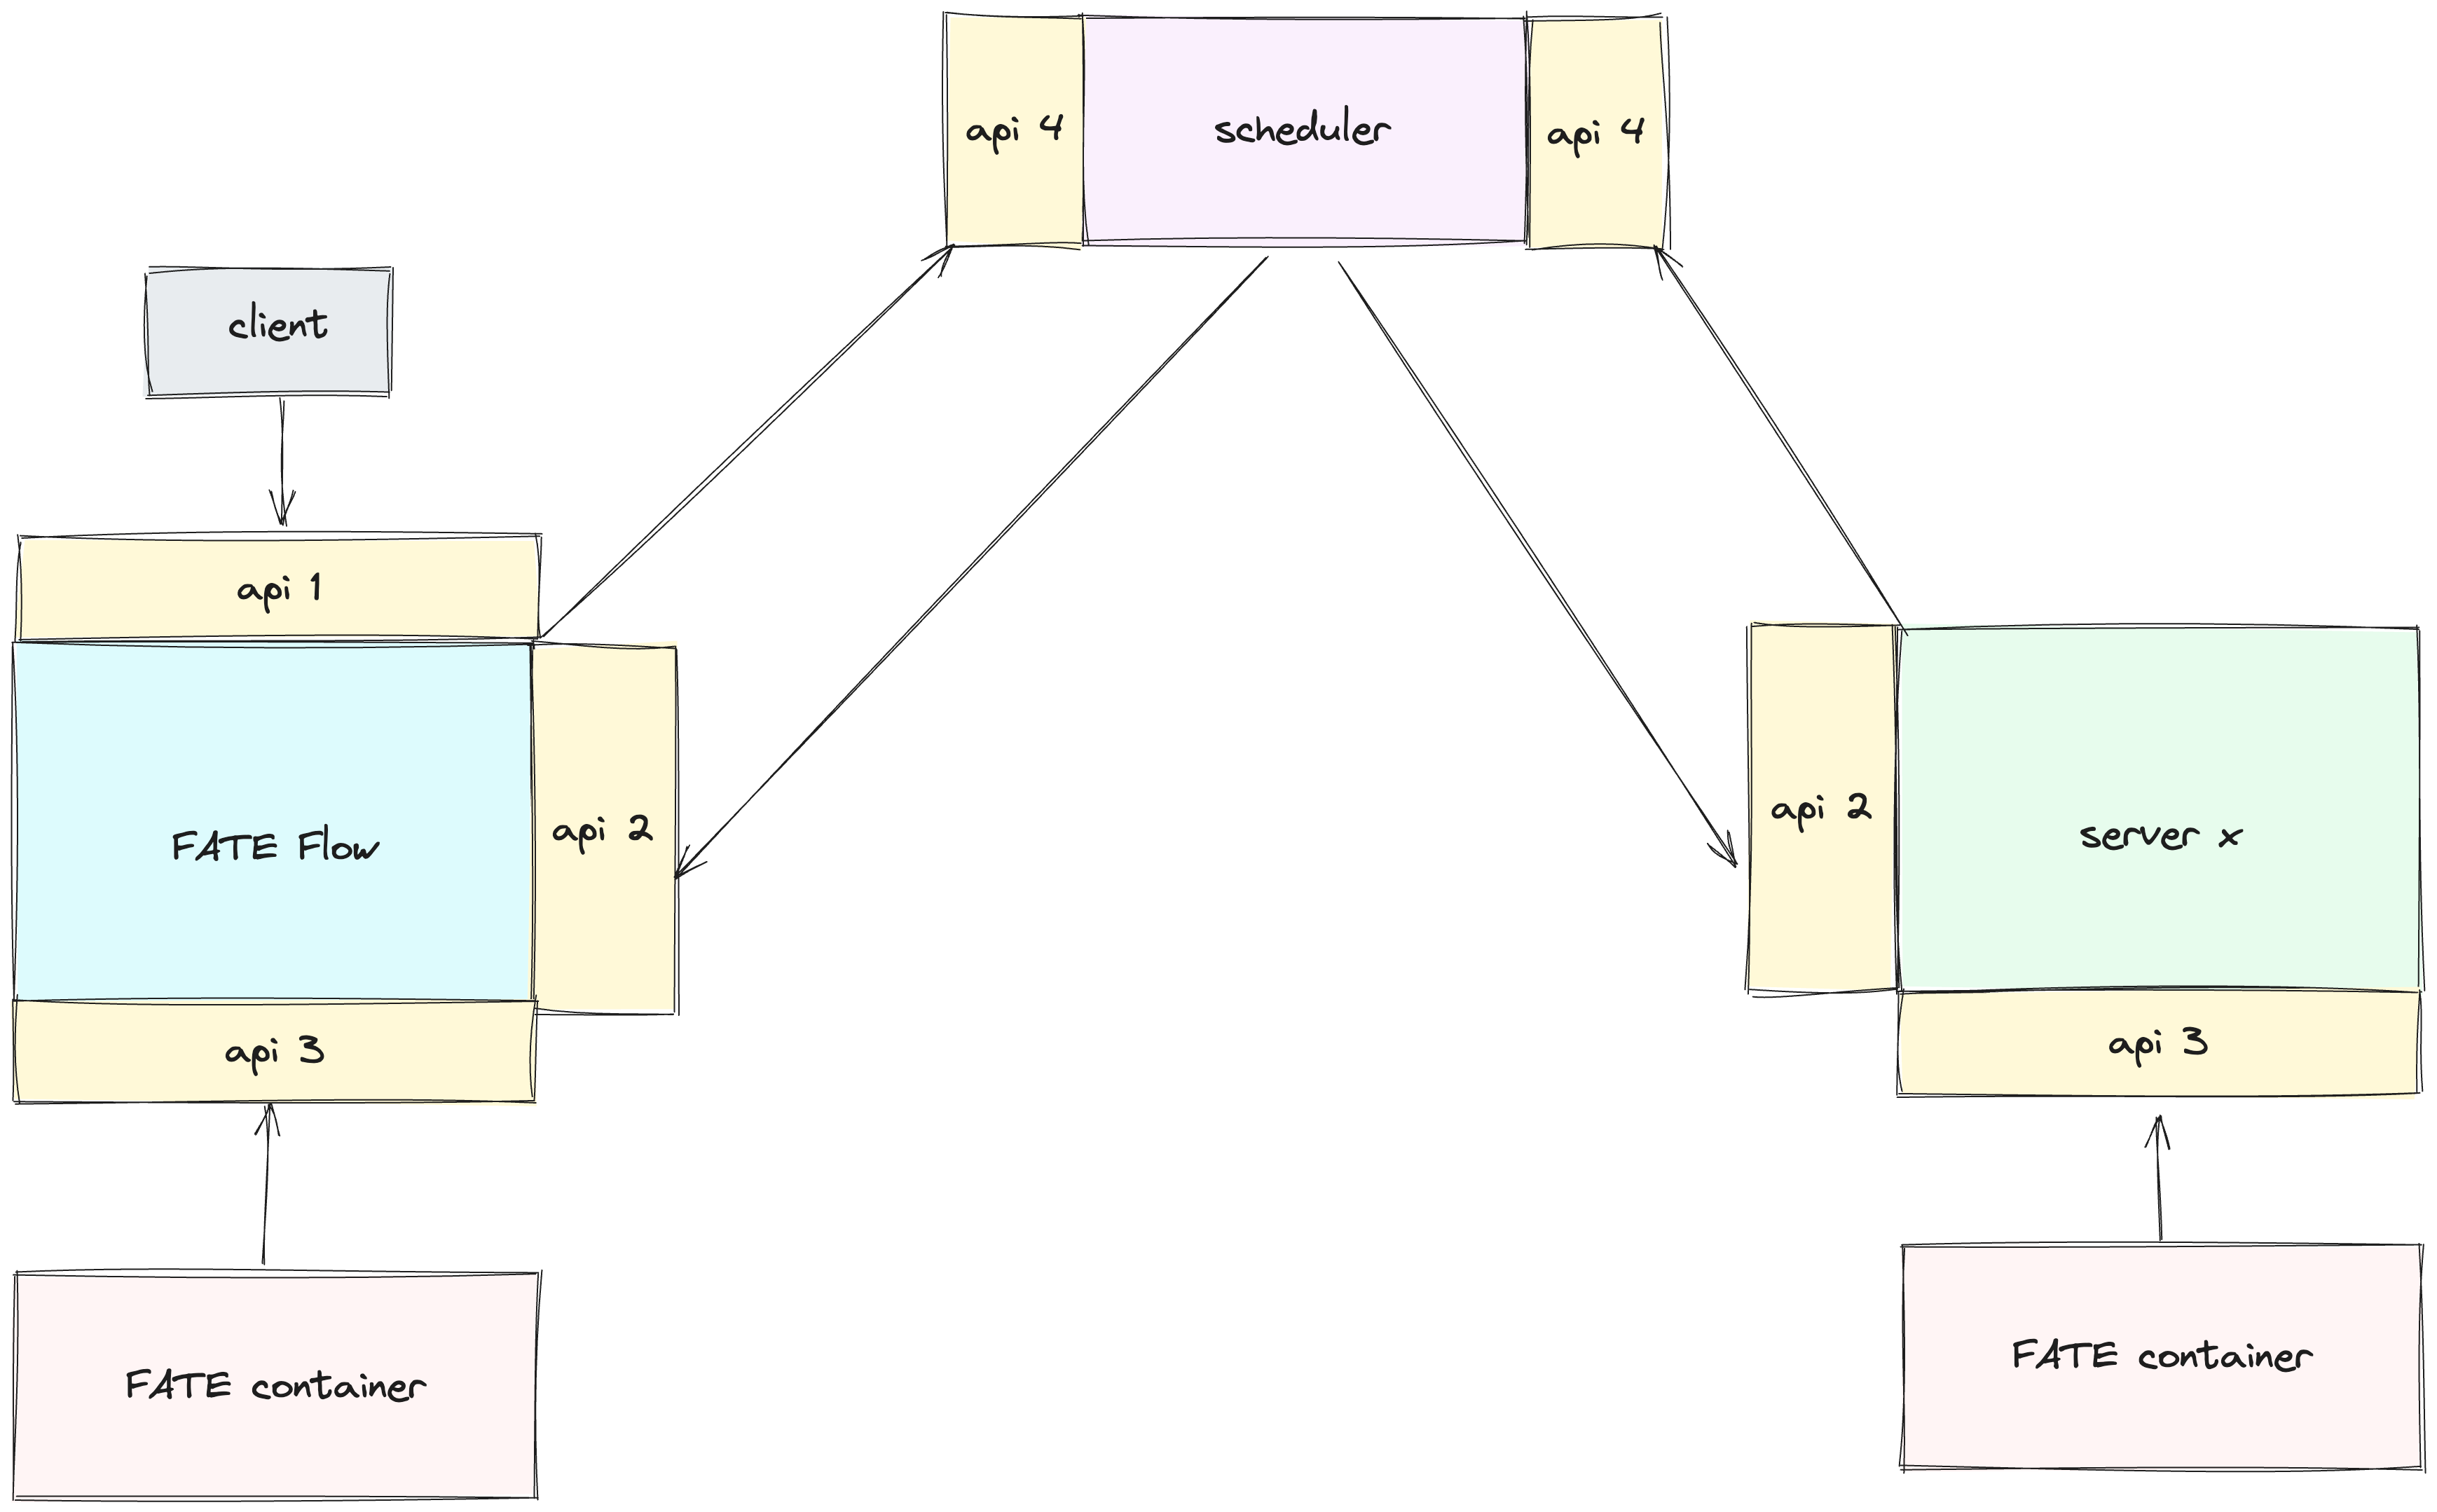 api 4
scheduler
api 4
client
api 1
FATE Flow
api 2
api 2
server x
api 3
api 3
FATE container
FATE container